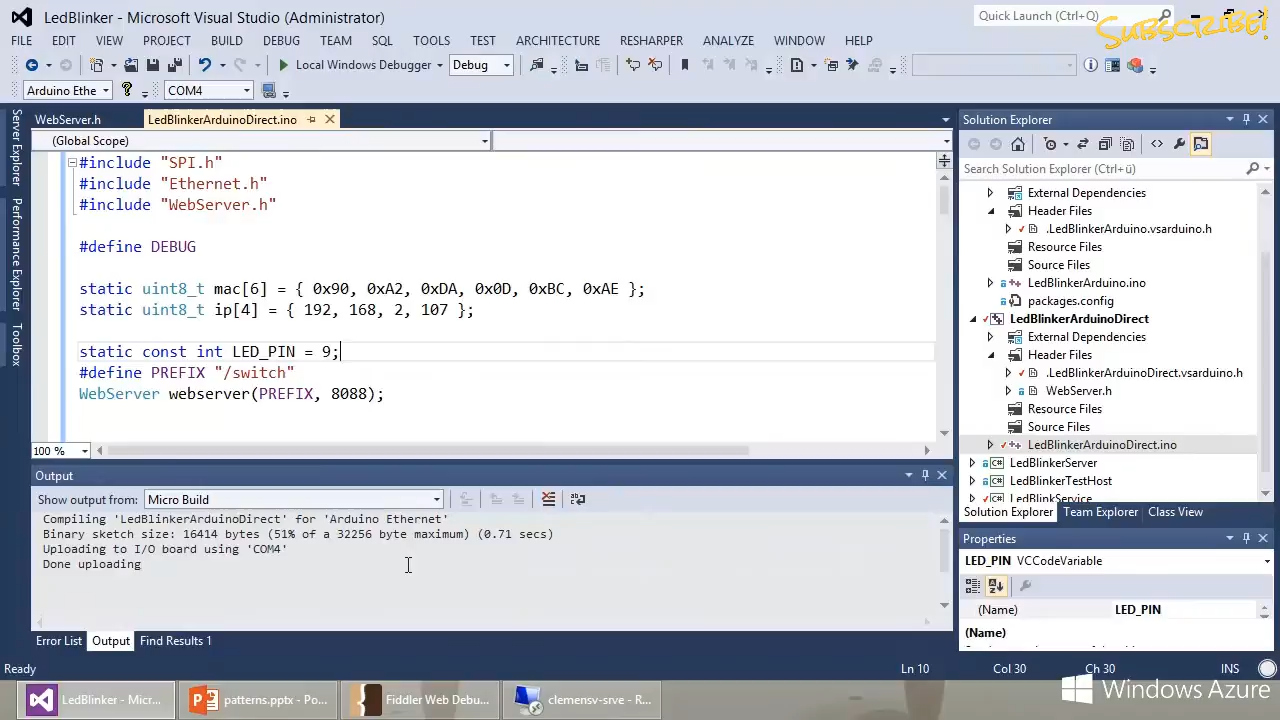 LedBlinker - Microsoft Visual Studio (Administrator)
Quick Launch (Ctrl+Q)
SUBSCRIBE!
FILE EDIT VIEW PROJECT BUILD DEBUG TEAM SQL TOOLS TEST ARCHITECTURE RESHARPER ANALYZE WINDOW HELP
Local Windows Debugger Debug
Arduino Ethe COM4
Server Explorer
Performance Explorer
Toolbox
WebServer.h LedBlinkerArduinoDirect.ino
(Global Scope)
#include "SPI.h"
#include "Ethernet.h"
#include "WebServer.h"
#define DEBUG
static uint8_t mac[6] = { 0x90, 0xA2, 0xDA, 0x0D, 0xBC, 0xAE };
static uint8_t ip[4] = { 192, 168, 2, 107 };
static const int LED_PIN = 9;
#define PREFIX "/switch"
WebServer webserver(PREFIX, 8088);
100 %
Output
Show output from: Micro Build
Compiling 'LedBlinkerArduinoDirect' for 'Arduino Ethernet'
Binary sketch size: 16414 bytes (51% of a 32256 byte maximum) (0.71 secs)
Uploading to I/O board using 'COM4'
Done uploading
Error List Output Find Results 1
Solution Explorer
Search Solution Explorer (Ctrl+ü)
External Dependencies
Header Files
.LedBlinkerArduino.vsarduino.h
Resource Files
Source Files
LedBlinkerArduino.ino
packages.config
LedBlinkerArduinoDirect
External Dependencies
Header Files
.LedBlinkerArduinoDirect.vsarduino.h
WebServer.h
Resource Files
Source Files
LedBlinkerArduinoDirect.ino
LedBlinkerServer
LedBlinkerTestHost
LedBlinkService
Solution Explorer Team Explorer Class View
Properties
LED_PIN VCCodeVariable
(Name) LED_PIN
(Name)
Ready Ln 10 Col 30 Ch 30 INS
LedBlinker - Micr... patterns.pptx - Po... Fiddler Web Debu... clemensv-srve - R...
Windows Azure